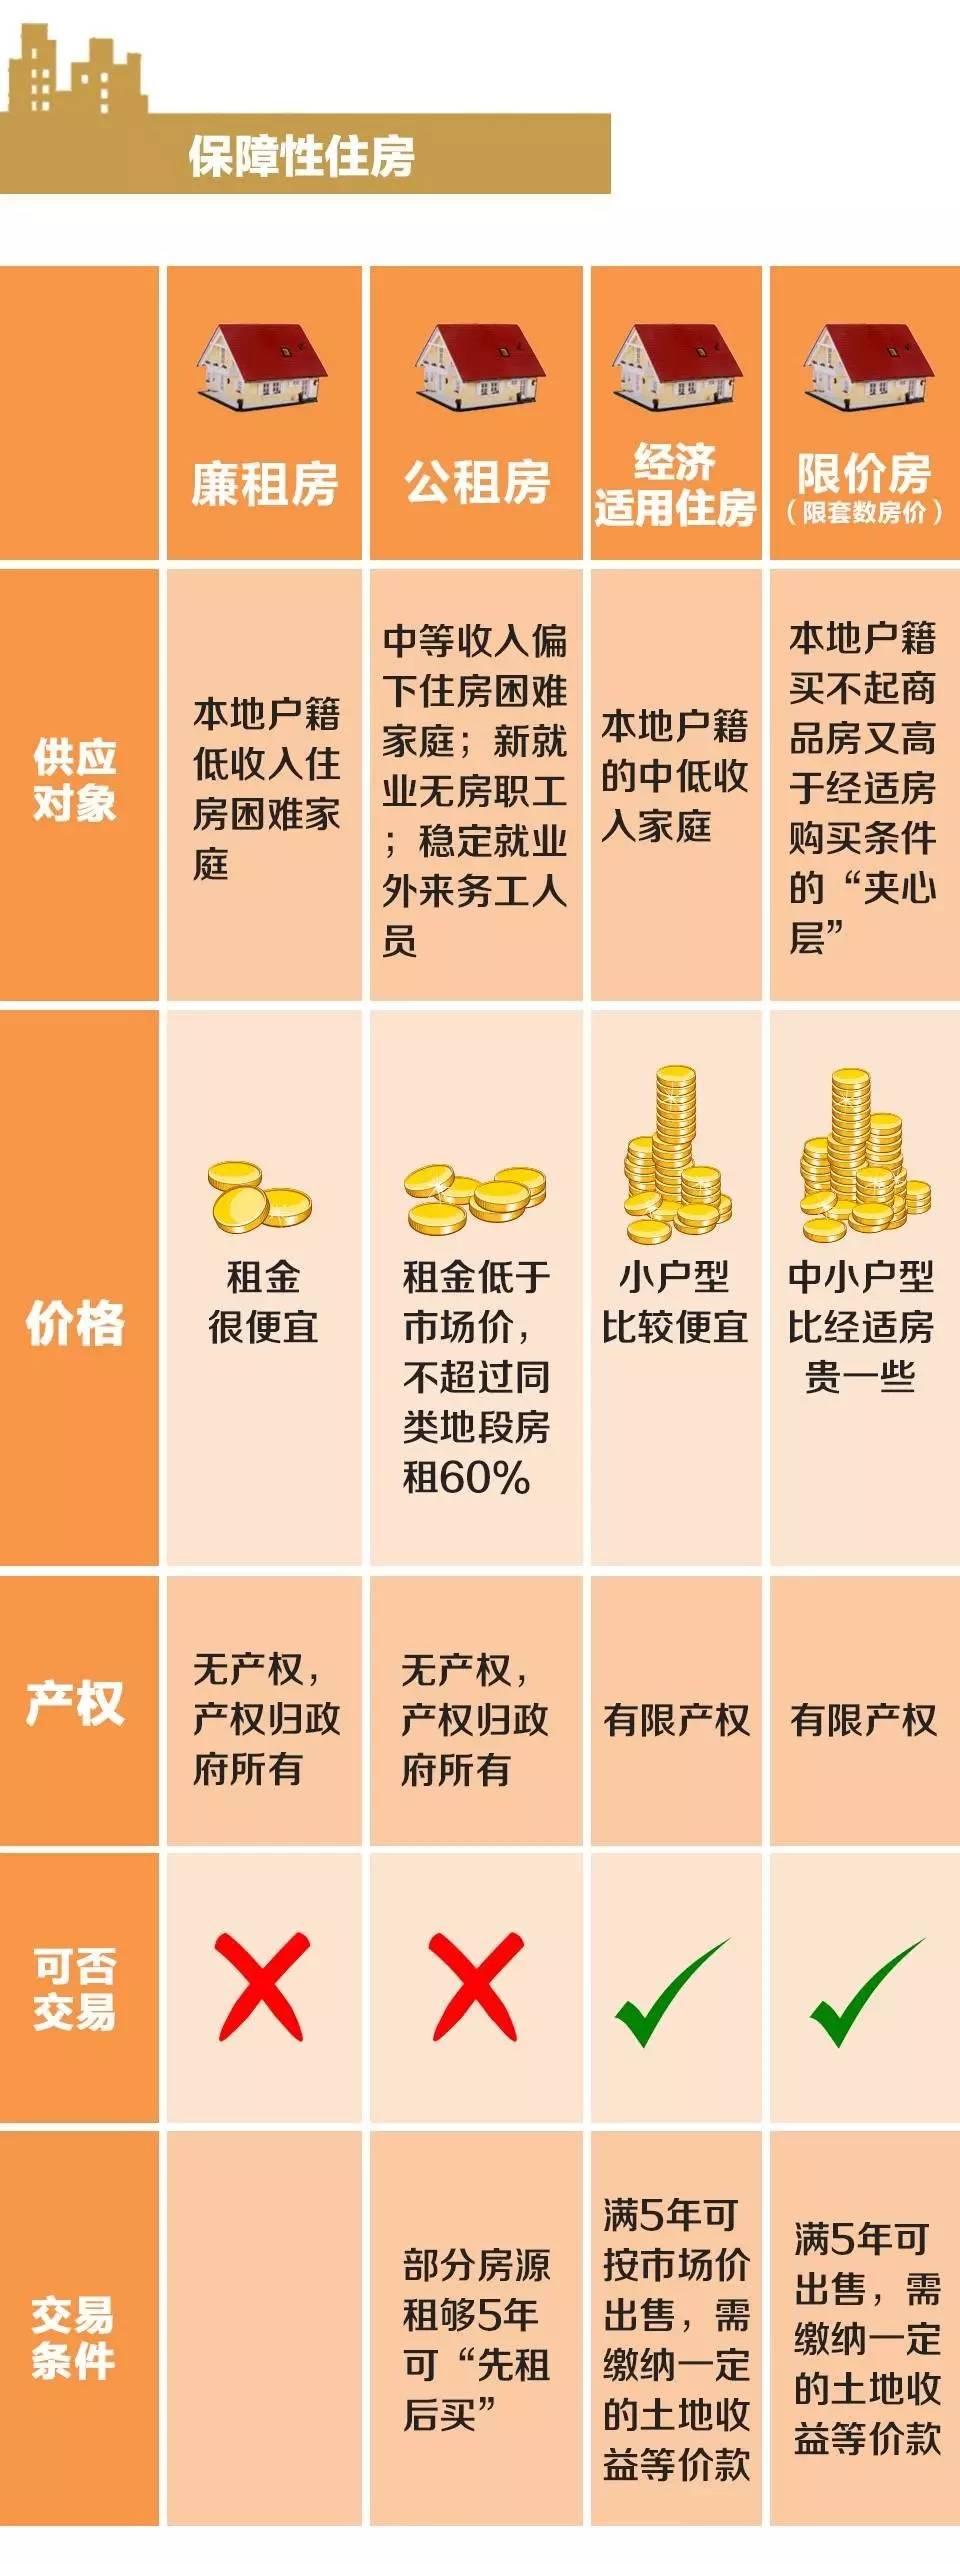 保障性住房
廉租房
公租房
经济
适用住房
限价房
（限套数房价）
供应
对象
本地户籍
低收入住
房困难家
庭
中等收入偏
下住房困难
家庭；新就
业无房职工
；稳定就业
外来务工人
员
本地户籍
的中低收
入家庭
本地户籍
买不起商
品房又高
于经适房
购买条件
的“夹心
层”
价格
租金
很便宜
租金低于
市场价，
不超过同
类地段房
租60%
小户型
比较便宜
中小户型
比经适房
贵一些
产权
无产权，
产权归政
府所有
无产权，
产权归政
府所有
有限产权
有限产权
可否
交易
交易
条件
部分房源
租够5年
可“先租
后买”
满5年可
按市场价
出售，需
缴纳一定
的土地收
益等价款
满5年可
出售，需
缴纳一定
的土地收
益等价款